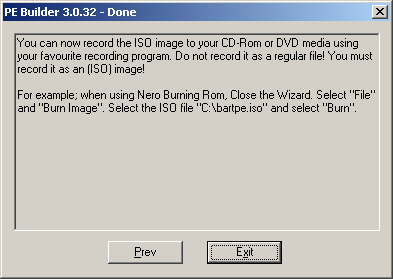 PE Builder 3.0.32 - Done
You can now record the ISO image to your CD-Rom or DVD media using
your favourite recording program. Do not record it as a regular file! You must
record it as an (ISO) image!
For example; when using Nero Burning Rom, Close the Wizard. Select "File"
and "Burn Image". Select the ISO file "C:\bartpe.iso" and select "Burn".
Prev
Exit